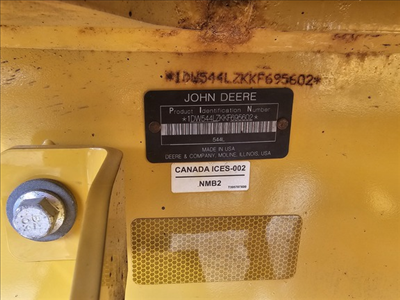 *1DW544LZKKF695602*
JOHN DEERE
Product Identification Number
*1DW544LZKKF695602*
544L
MADE IN USA
DEERE & COMPANY MOLINE, ILLINOIS, USA
CANADA ICES-002
NMB2